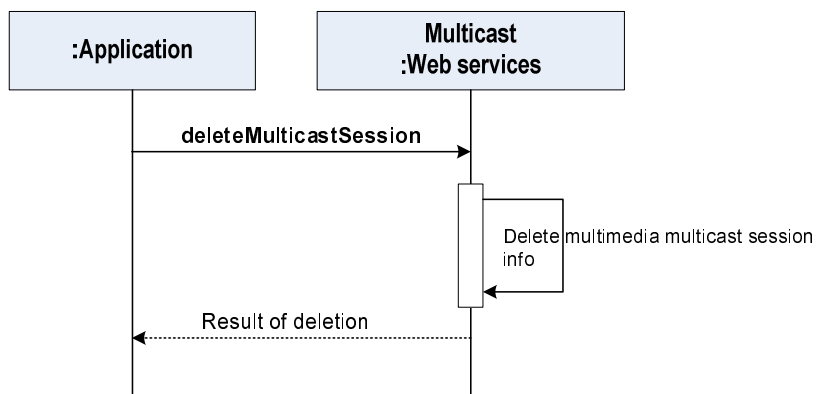 :Application
Multicast
:Web services
deleteMulticastSession
Delete multimedia multicast session
info
Result of deletion